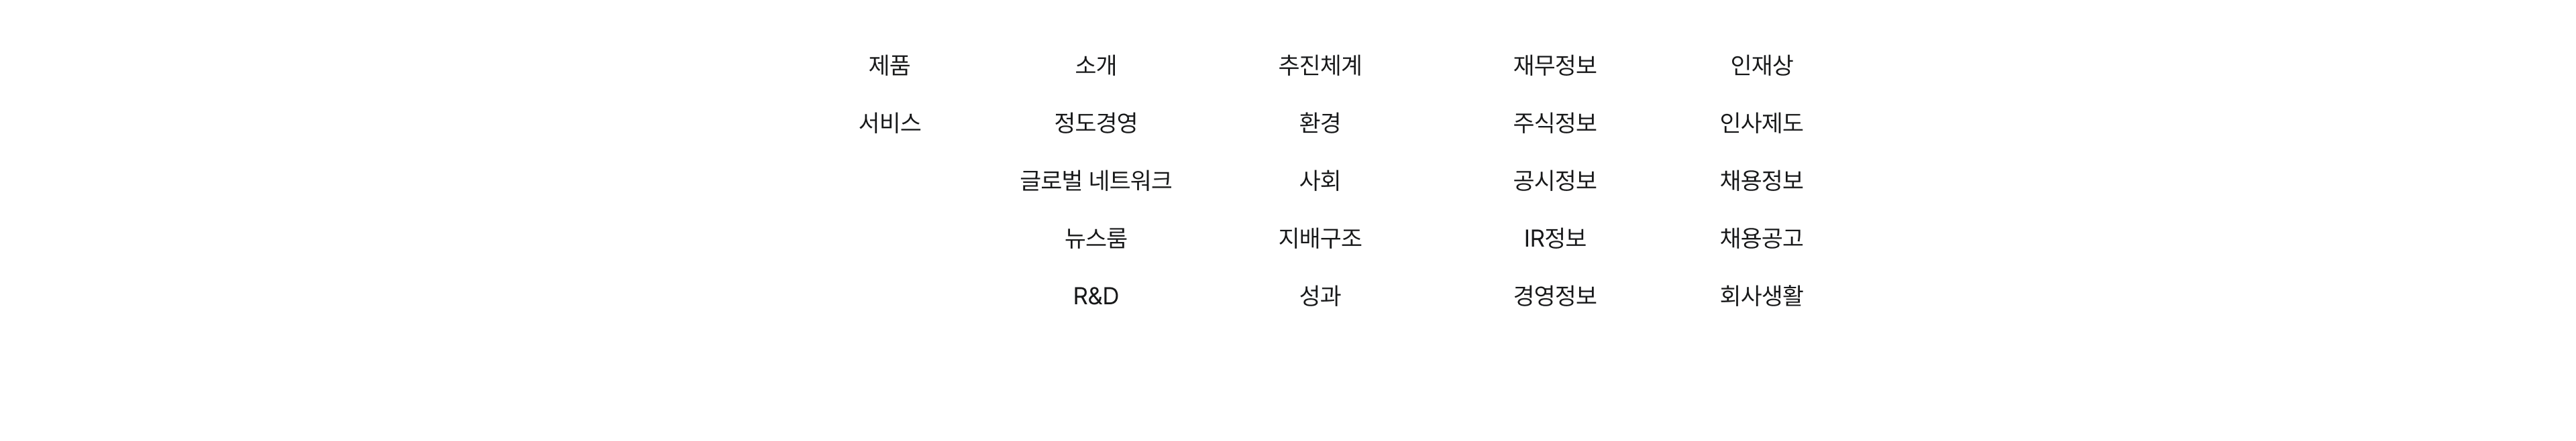 제품 소개 추진체계 재무정보 인재상
서비스 정도경영 환경 주식정보 인사제도
글로벌 네트워크 사회 공시정보 채용정보
뉴스룸 지배구조 IR정보 채용공고
R&D 성과 경영정보 회사생활